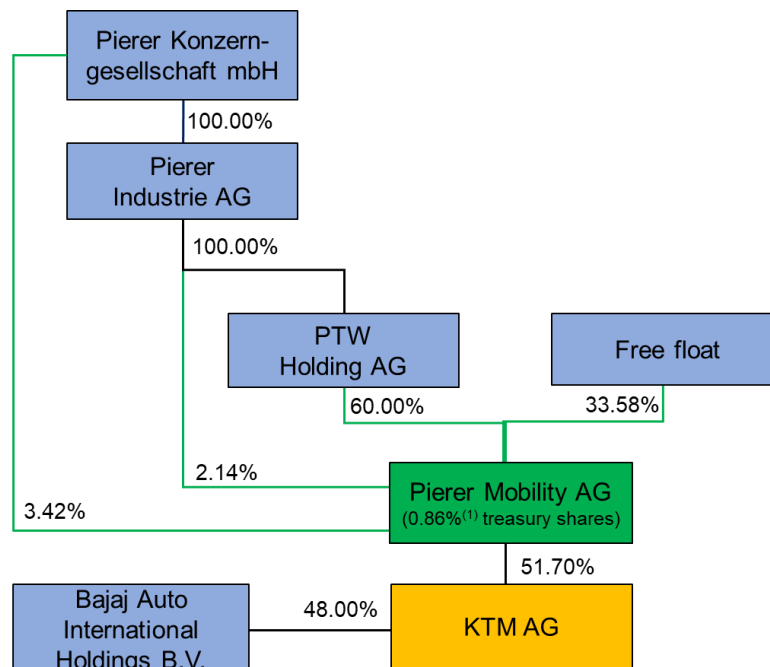 Pierer Konzern-
gesellschaft mbH
100.00%
Pierer
Industrie AG
100.00%
PTW
Holding AG
Free float
60.00%
33.58%
2.14%
3.42%
Pierer Mobility AG
(0.86%(1) treasury shares)
51.70%
Bajaj Auto
International
Holdings B.V.
48.00%
KTM AG